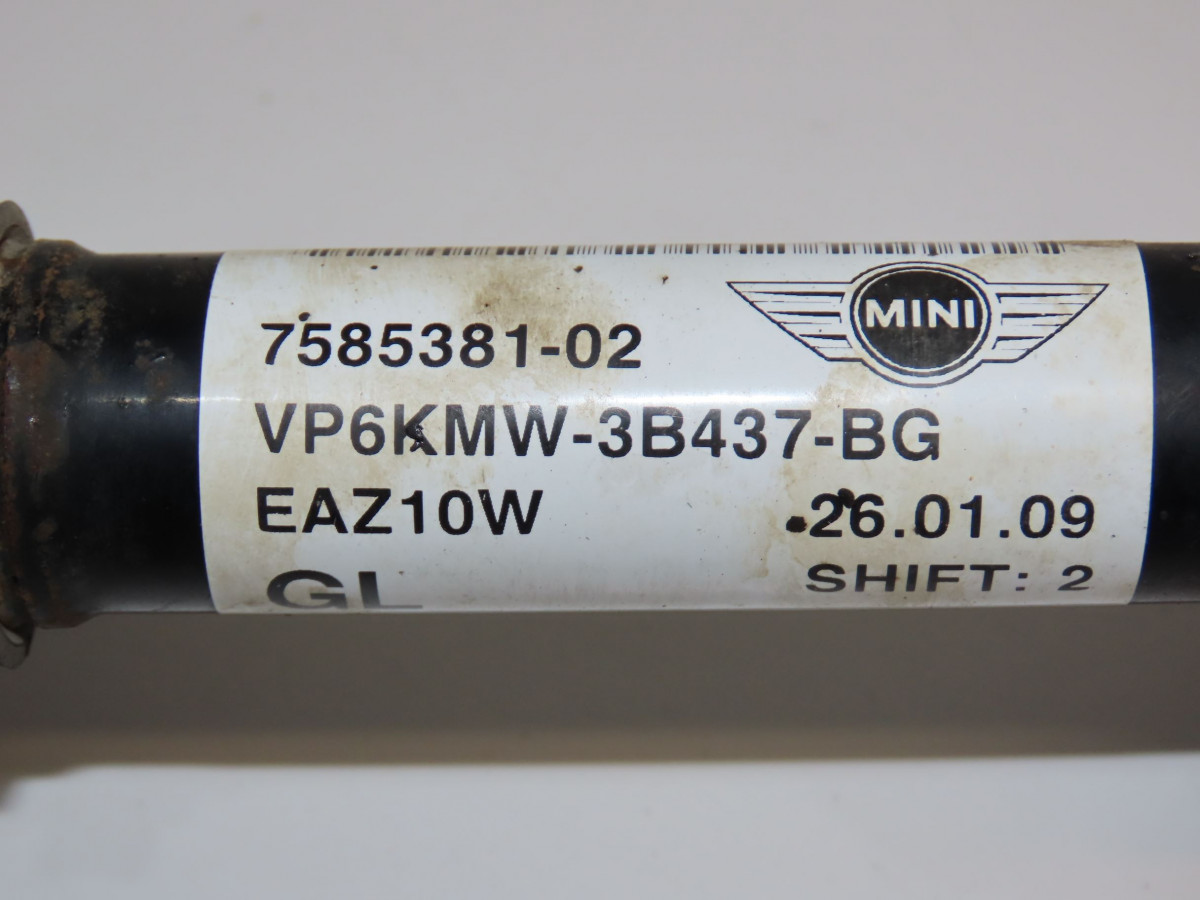 MINI
7585381-02
VP6KMW-3B437-BG
EAZ10W
26.01.09
GL
SHIFT: 2